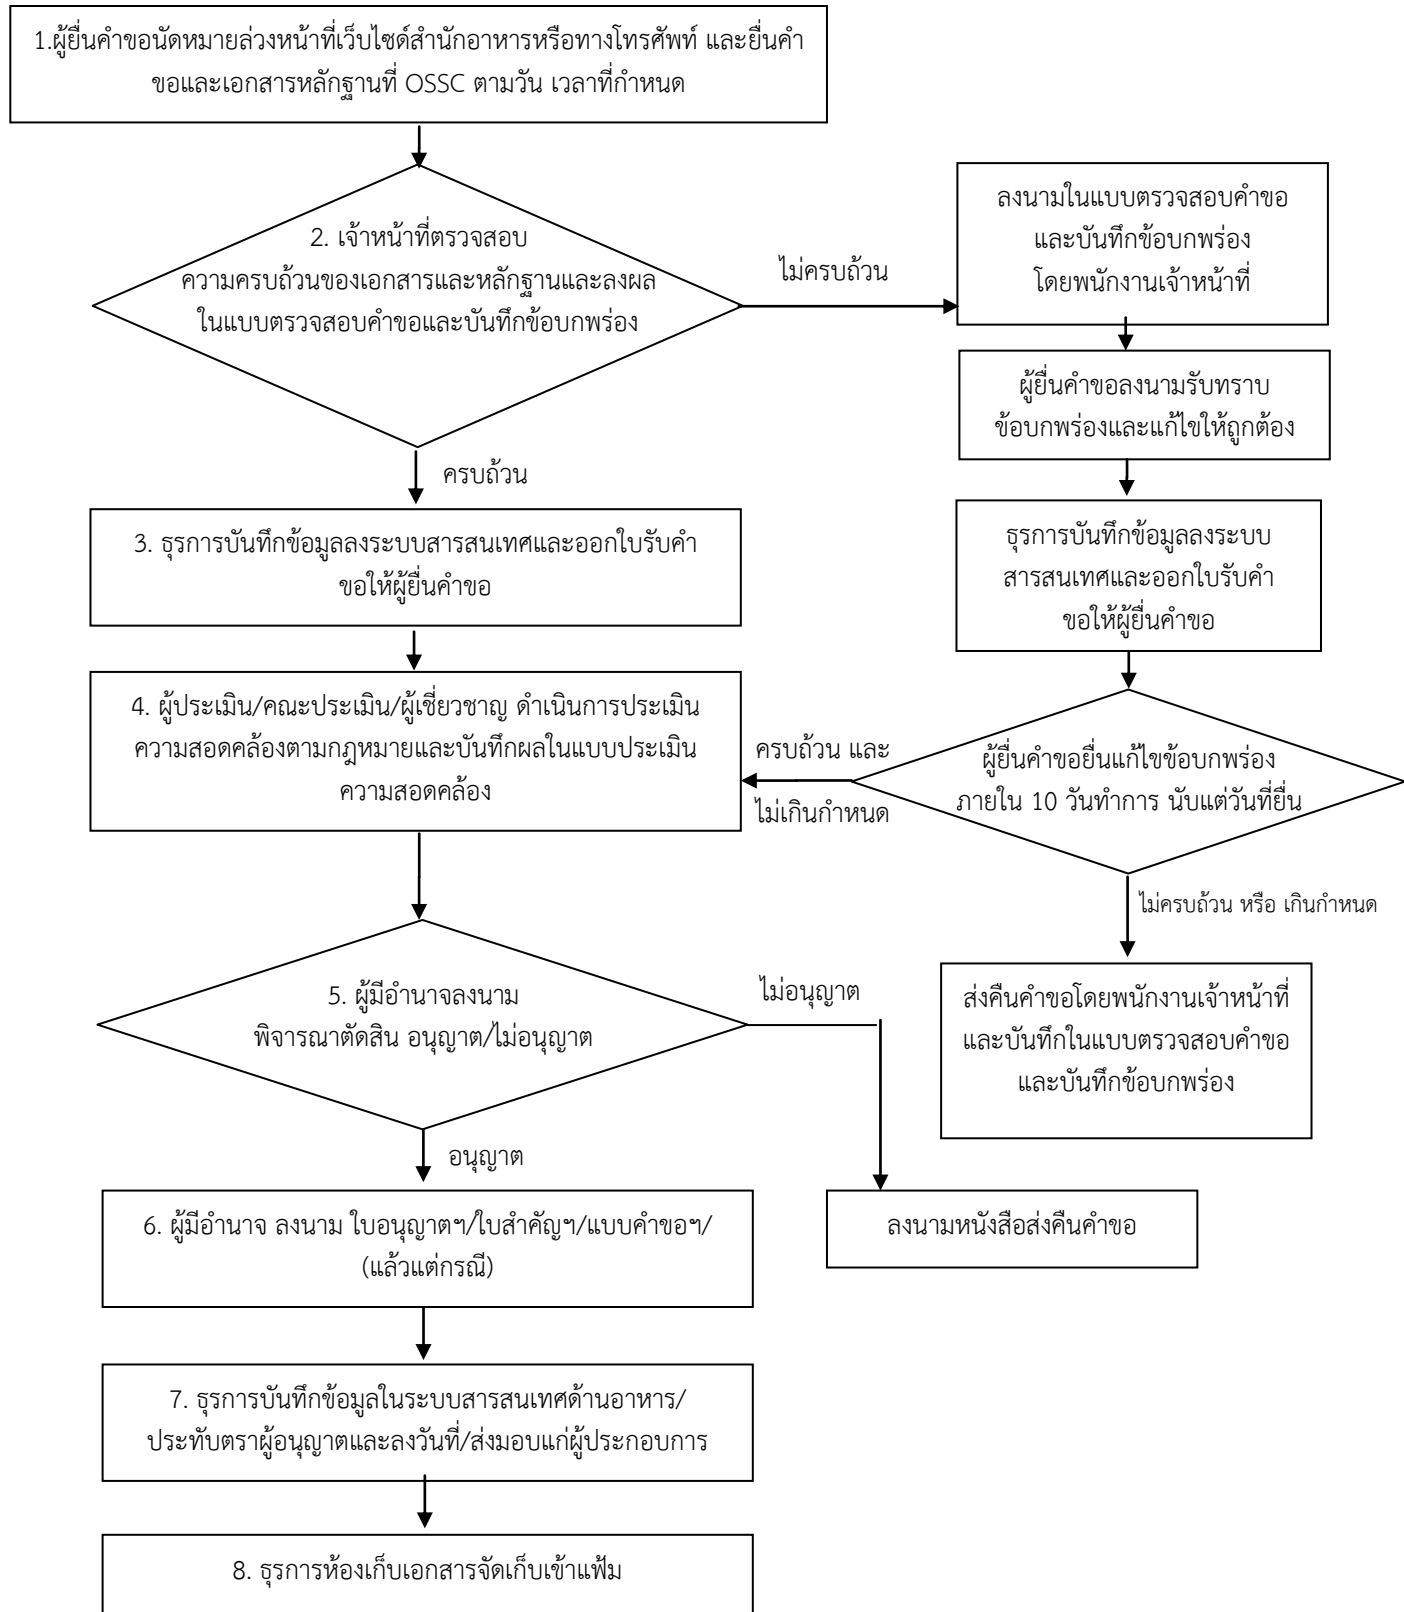 1.ผู้ยื่นคำขอนัดหมายล่วงหน้าที่เว็บไซด์สำนักอาหารหรือทางโทรศัพท์ และยื่นคำ
ขอและเอกสารหลักฐานที่ OSSC ตามวัน เวลาที่กำหนด
2. เจ้าหน้าที่ตรวจสอบ
ความครบถ้วนของเอกสารและหลักฐานและลงผล
ในแบบตรวจสอบคำขอและบันทึกข้อบกพร่อง
ไม่ครบถ้วน
ลงนามในแบบตรวจสอบคำขอ
และบันทึกข้อบกพร่อง
โดยพนักงานเจ้าหน้าที่
ผู้ยื่นคำขอลงนามรับทราบ
ข้อบกพร่องและแก้ไขให้ถูกต้อง
ครบถ้วน
3. ธุรการบันทึกข้อมูลลงระบบสารสนเทศและออกใบรับคำ
ขอให้ผู้ยื่นคำขอ
ธุรการบันทึกข้อมูลลงระบบ
สารสนเทศและออกใบรับคำ
ขอให้ผู้ยื่นคำขอ
4. ผู้ประเมิน/คณะประเมิน/ผู้เชี่ยวชาญ ดำเนินการประเมิน
ความสอดคล้องตามกฎหมายและบันทึกผลในแบบประเมิน
ความสอดคล้อง
ครบถ้วน และ
ไม่เกินกำหนด
ผู้ยื่นคำขอยื่นแก้ไขข้อบกพร่อง
ภายใน 10 วันทำการ นับแต่วันที่ยื่น
ไม่ครบถ้วน หรือ เกินกำหนด
ส่งคืนคำขอโดยพนักงานเจ้าหน้าที่
และบันทึกในแบบตรวจสอบคำขอ
และบันทึกข้อบกพร่อง
5. ผู้มีอำนาจลงนาม
พิจารณาตัดสิน อนุญาต/ไม่อนุญาต
ไม่อนุญาต
อนุญาต
6. ผู้มีอำนาจ ลงนาม ใบอนุญาตฯ/ใบสำคัญฯ/แบบคำขอฯ/
(แล้วแต่กรณี)
ลงนามหนังสือส่งคืนคำขอ
7. ธุรการบันทึกข้อมูลในระบบสารสนเทศด้านอาหาร/
ประทับตราผู้อนุญาตและลงวันที่/ส่งมอบแก่ผู้ประกอบการ
8. ธุรการห้องเก็บเอกสารจัดเก็บเข้าแฟ้ม